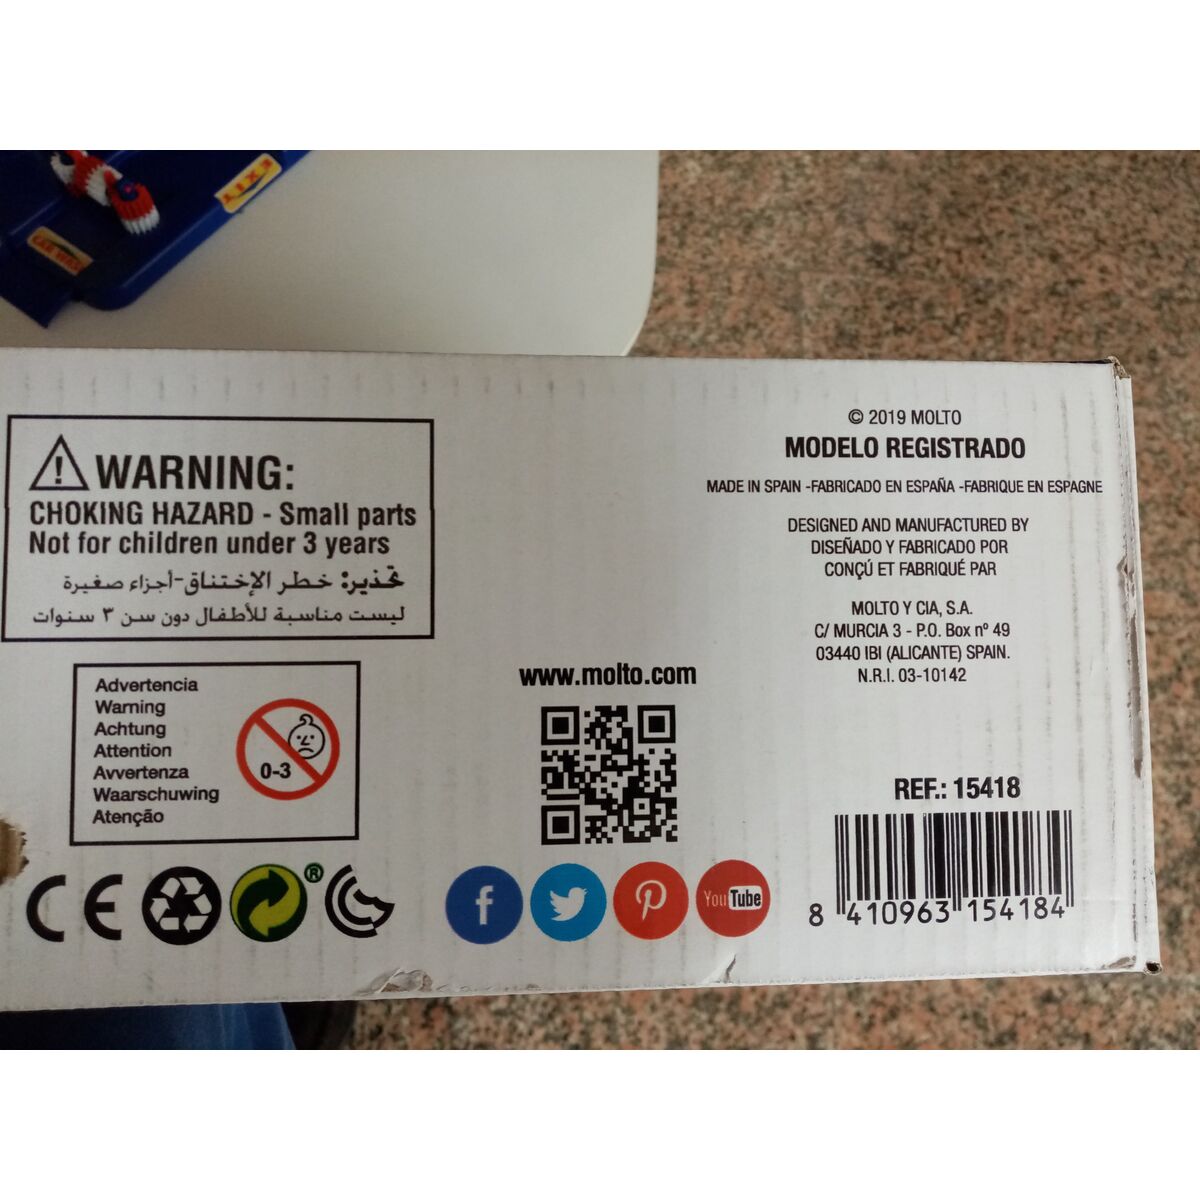 EXIT
CAR WASH
WARNING:
CHOKING HAZARD - Small parts
Not for children under 3 years
تحذير: خطر الإختناق-أجزاء صغيرة
ليست مناسبة للأطفال دون سن ٣ سنوات
Advertencia
Warning
Achtung
Attention
Avvertenza
Waarschuwing
Atenção
0-3
CE
®
www.molto.com
f
You Tube
© 2019 MOLTO
MODELO REGISTRADO
MADE IN SPAIN -FABRICADO EN ESPAÑA -FABRIQUE EN ESPAGNE
DESIGNED AND MANUFACTURED BY
DISEÑADO Y FABRICADO POR
CONÇÚ ET FABRIQUÉ PAR
MOLTO Y CIA, S.A.
C/ MURCIA 3 - P.O. Box nº 49
03440 IBI (ALICANTE) SPAIN.
N.R.I. 03-10142
REF.: 15418
8 410963 154184